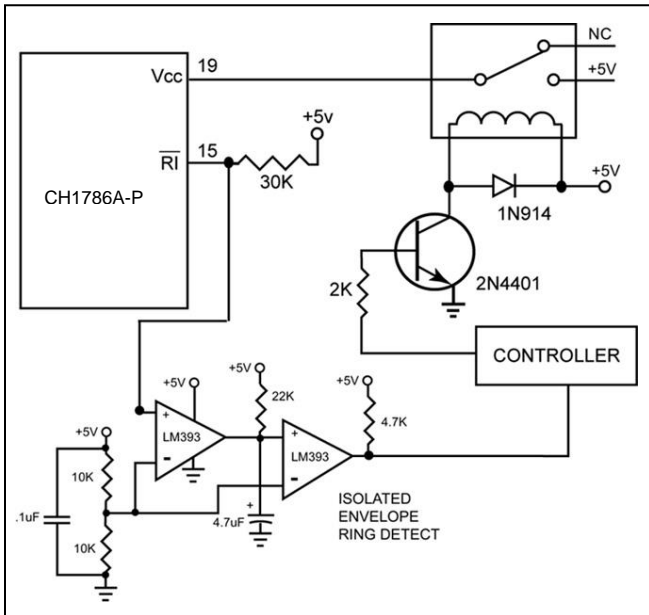 NC
19
Vcc
+5V
+5v
15
RI
30K
CH1786A-P
+5V
1N914
2K
2N4401
CONTROLLER
+5V
+5V
+5V
22K
4.7K
+
LM393
-
+5V
+
LM393
-
10K
.1uF
+
4.7uF
10K
ISOLATED
ENVELOPE
RING DETECT